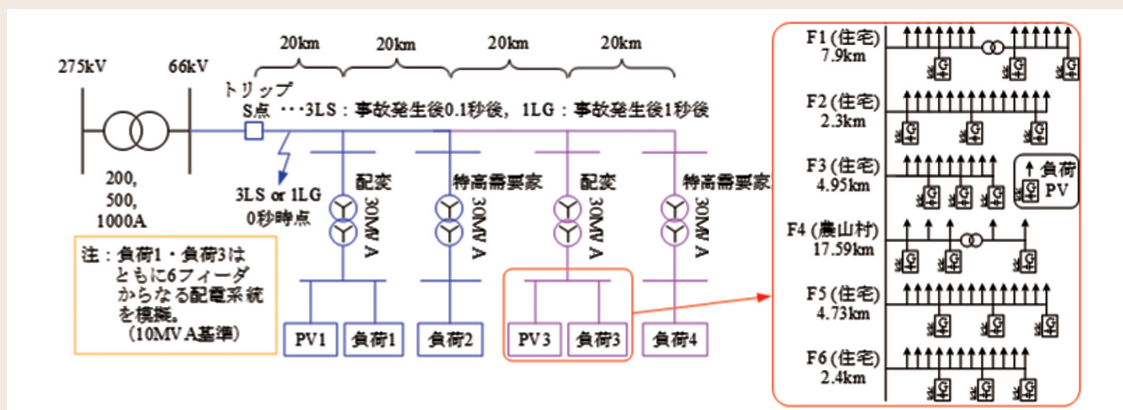 20km
20km
20km
20km
275kV
66kV
トリップ
S点
…3LS：事故発生後0.1秒後，1LG：事故発生後1秒後
200,
500,
1000A
3LS or 1LG
0秒時点
配変
30MVA
特高需要家
30MVA
配変
30MVA
特高需要家
30MVA
注：負荷1・負荷3は
ともに6フィーダ
からなる配電系統
を模擬。
（10MVA基準）
PV1
負荷1
負荷2
PV3
負荷3
負荷4
F1 (住宅)
7.9km
F2 (住宅)
2.3km
F3 (住宅)
4.95km
負荷
PV
F4 (農山村)
17.59km
F5 (住宅)
4.73km
F6 (住宅)
2.4km